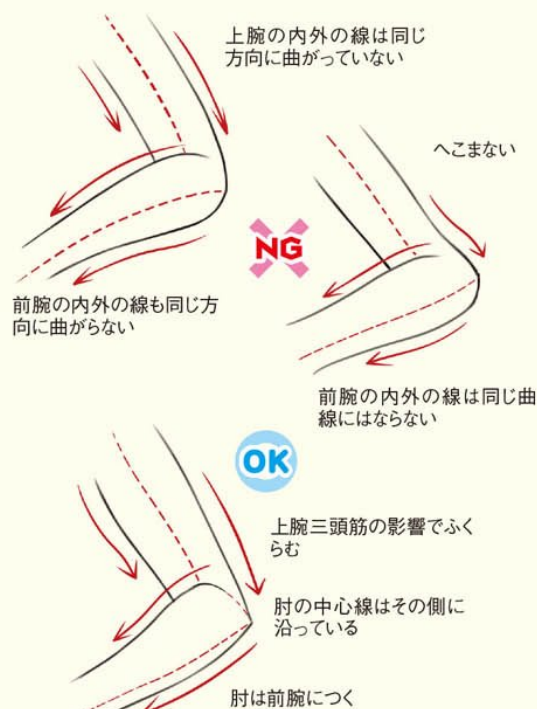 上腕の内外の線は同じ
方向に曲がっていない
へこまない
NG
前腕の内外の線も同じ方
向に曲がらない
前腕の内外の線は同じ曲
線にはならない
OK
上腕三頭筋の影響でふく
らむ
肘の中心線はその側に
沿っている
肘は前腕につく